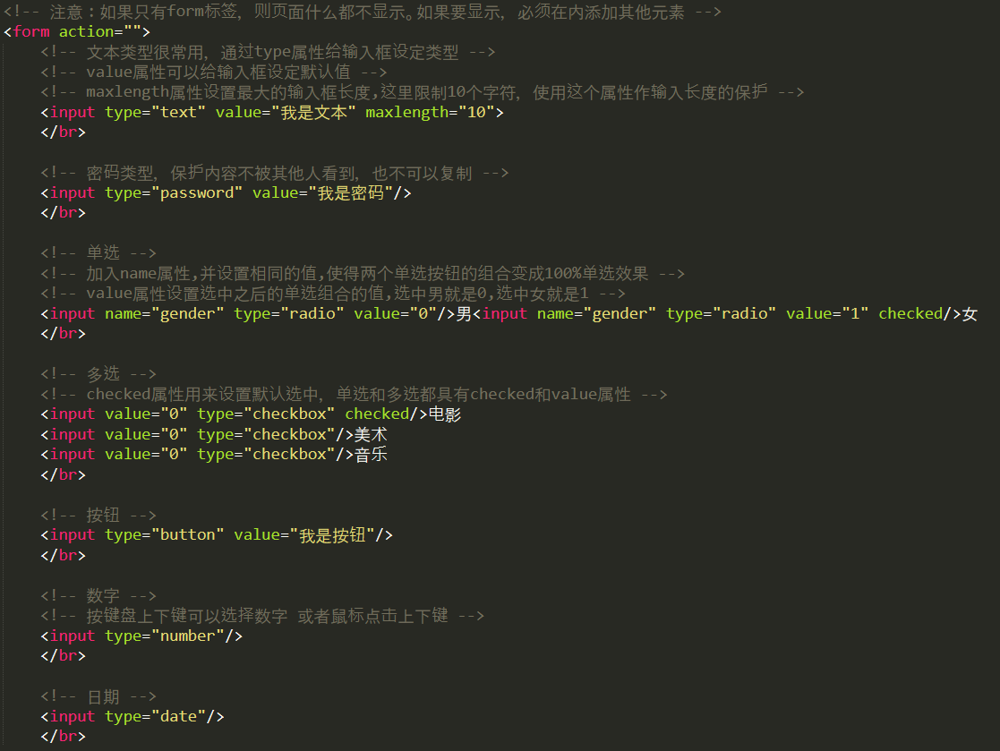 <!-- 注意：如果只有form标签，则页面什么都不显示。如果要显示，必须在内添加其他元素 -->
<form action="">
<!-- 文本类型很常用，通过type属性给输入框设定类型 -->
<!-- value属性可以给输入框设定默认值 -->
<!-- maxlength属性设置最大的输入框长度,这里限制10个字符，使用这个属性作输入长度的保护 -->
<input type="text" value="我是文本" maxlength="10">
</br>
<!-- 密码类型，保护内容不被其他人看到，也不可以复制 -->
<input type="password" value="我是密码"/>
</br>
<!-- 单选 -->
<!-- 加入name属性,并设置相同的值,使得两个单选按钮的组合变成100%单选效果 -->
<!-- value属性设置选中之后的单选组合的值,选中男就是0,选中女就是1 -->
<input name="gender" type="radio" value="0"/>男<input name="gender" type="radio" value="1" checked/>女
</br>
<!-- 多选 -->
<!-- checked属性用来设置默认选中，单选和多选都具有checked和value属性 -->
<input value="0" type="checkbox" checked/>电影
<input value="0" type="checkbox"/>美术
<input value="0" type="checkbox"/>音乐
</br>
<!-- 按钮 -->
<input type="button" value="我是按钮"/>
</br>
<!-- 数字 -->
<!-- 按键盘上下键可以选择数字 或者鼠标点击上下键 -->
<input type="number"/>
</br>
<!-- 日期 -->
<input type="date"/>
</br>